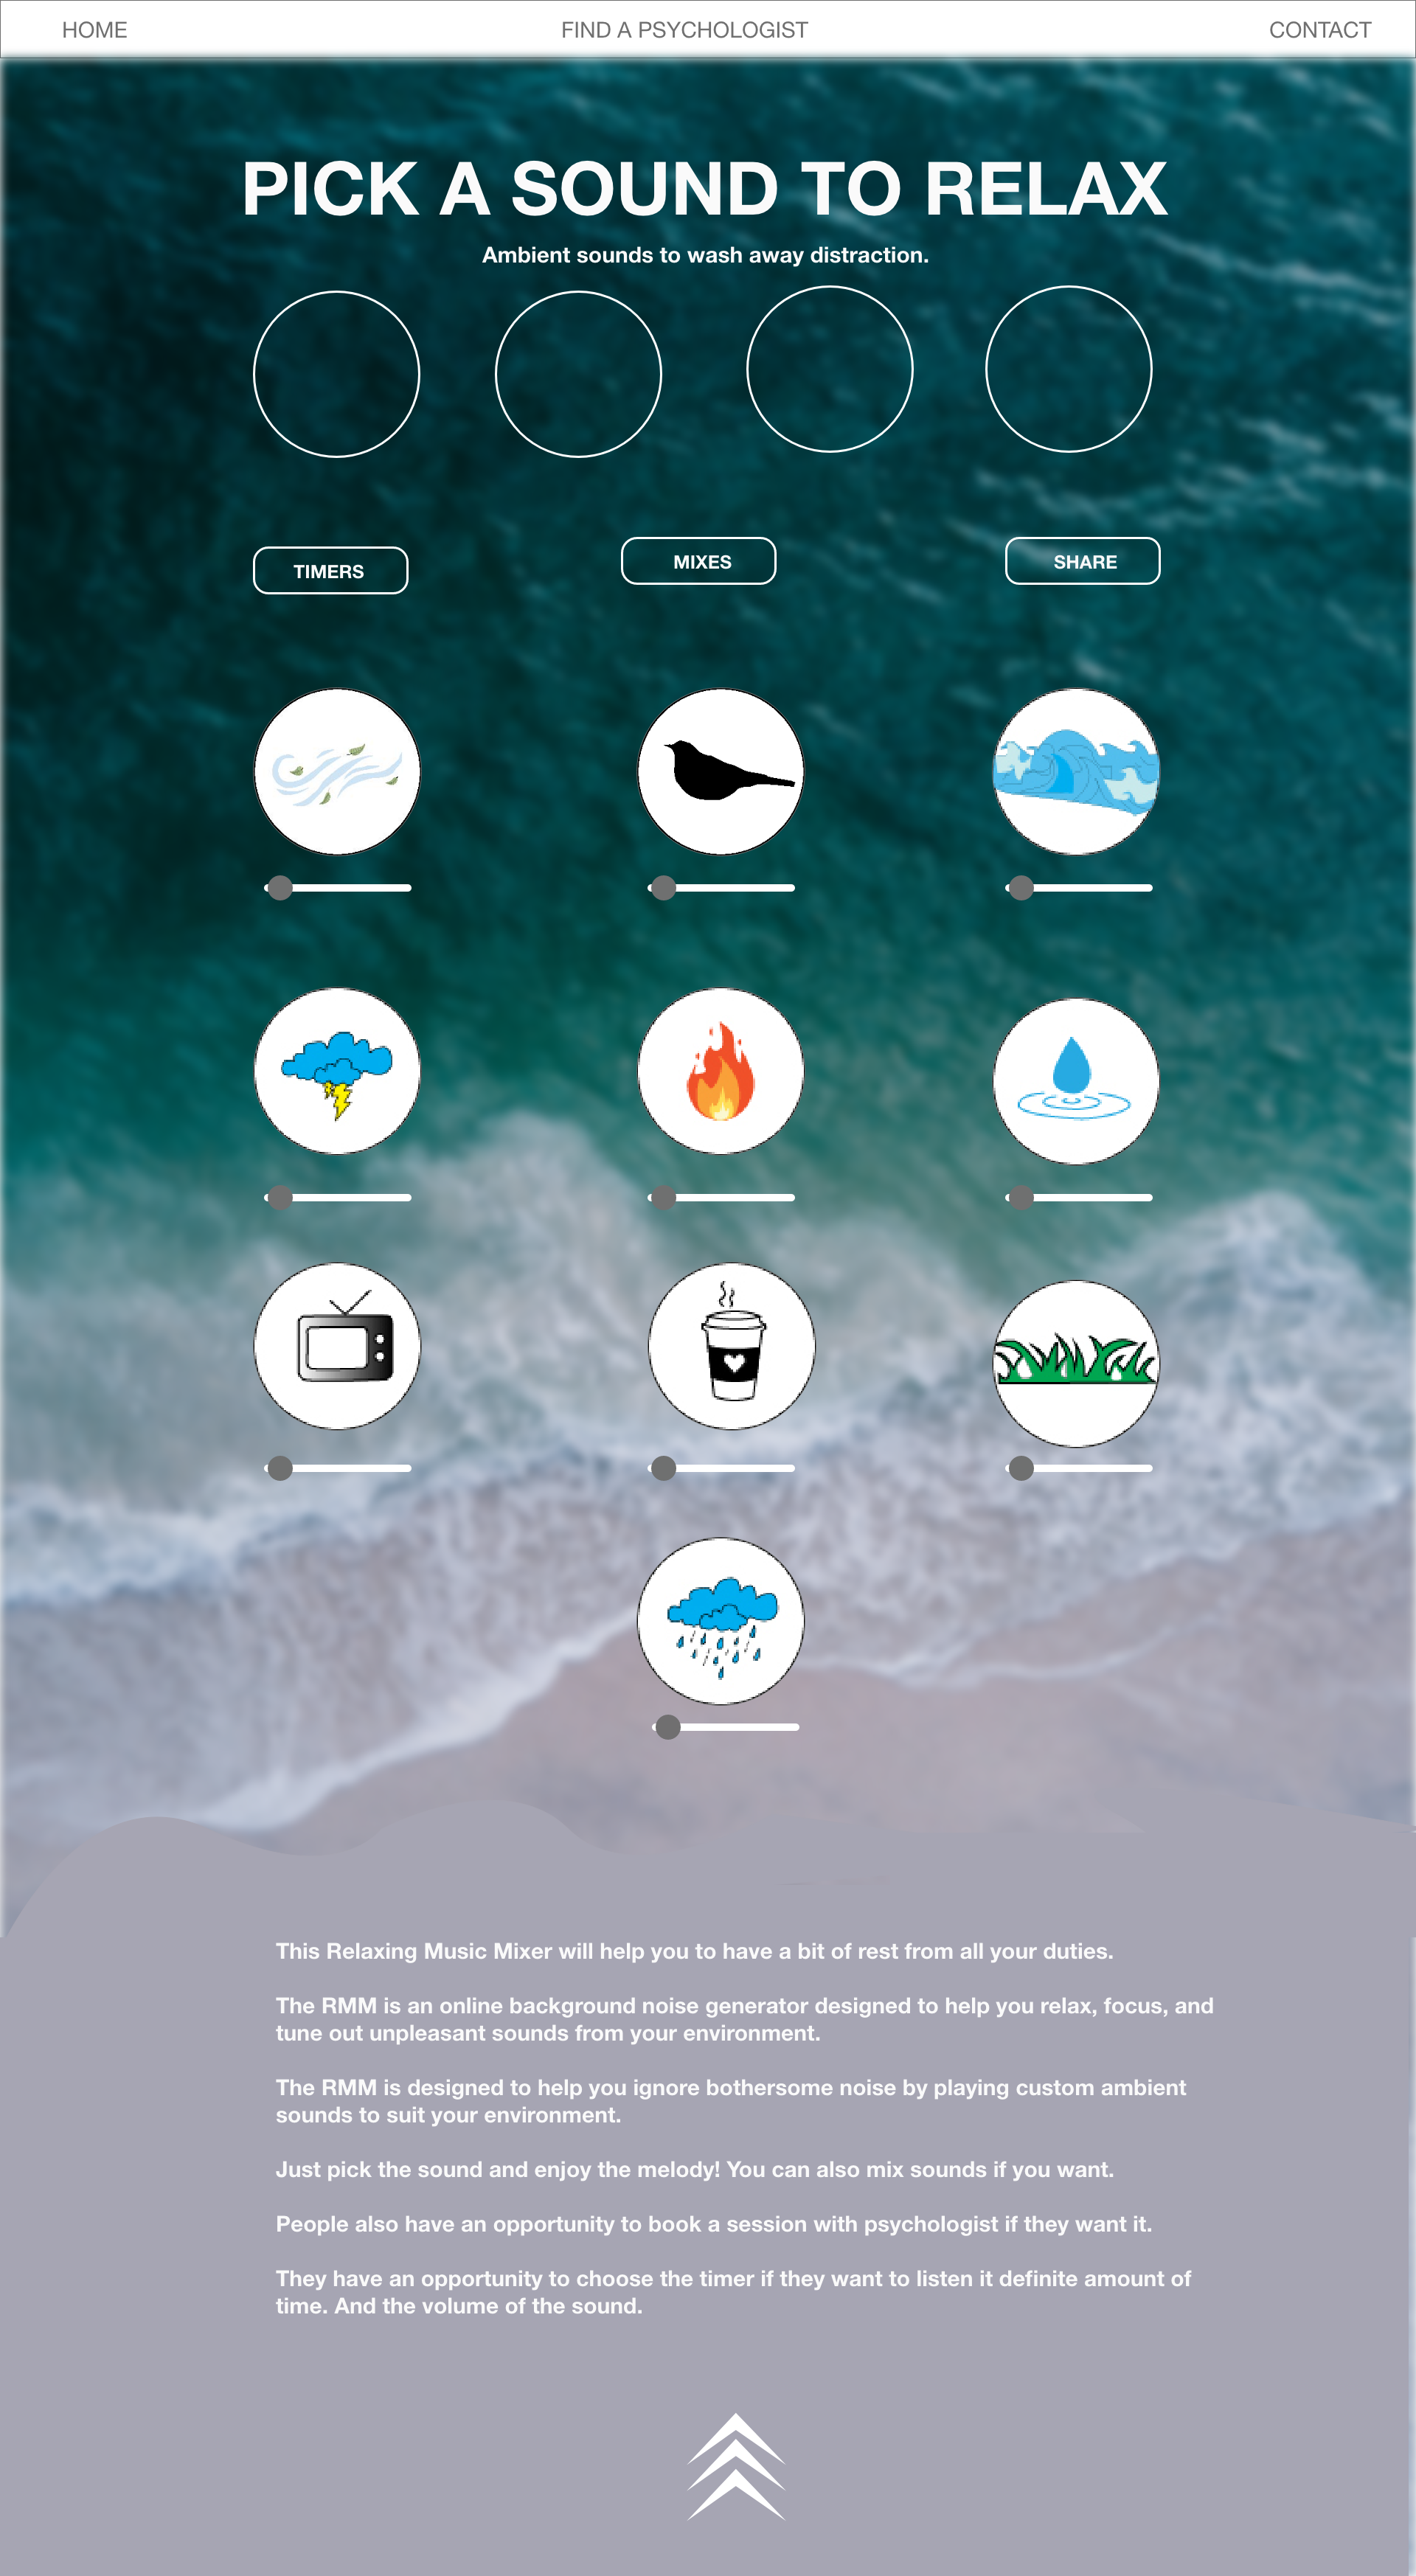 HOME
FIND A PSYCHOLOGIST
CONTACT
PICK A SOUND TO RELAX
Ambient sounds to wash away distraction.
TIMERS
MIXES
SHARE
This Relaxing Music Mixer will help you to have a bit of rest from all your duties.
The RMM is an online background noise generator designed to help you relax, focus, and
tune out unpleasant sounds from your environment.
The RMM is designed to help you ignore bothersome noise by playing custom ambient
sounds to suit your environment.
Just pick the sound and enjoy the melody! You can also mix sounds if you want.
People also have an opportunity to book a session with psychologist if they want it.
They have an opportunity to choose the timer if they want to listen it definite amount of
time. And the volume of the sound.